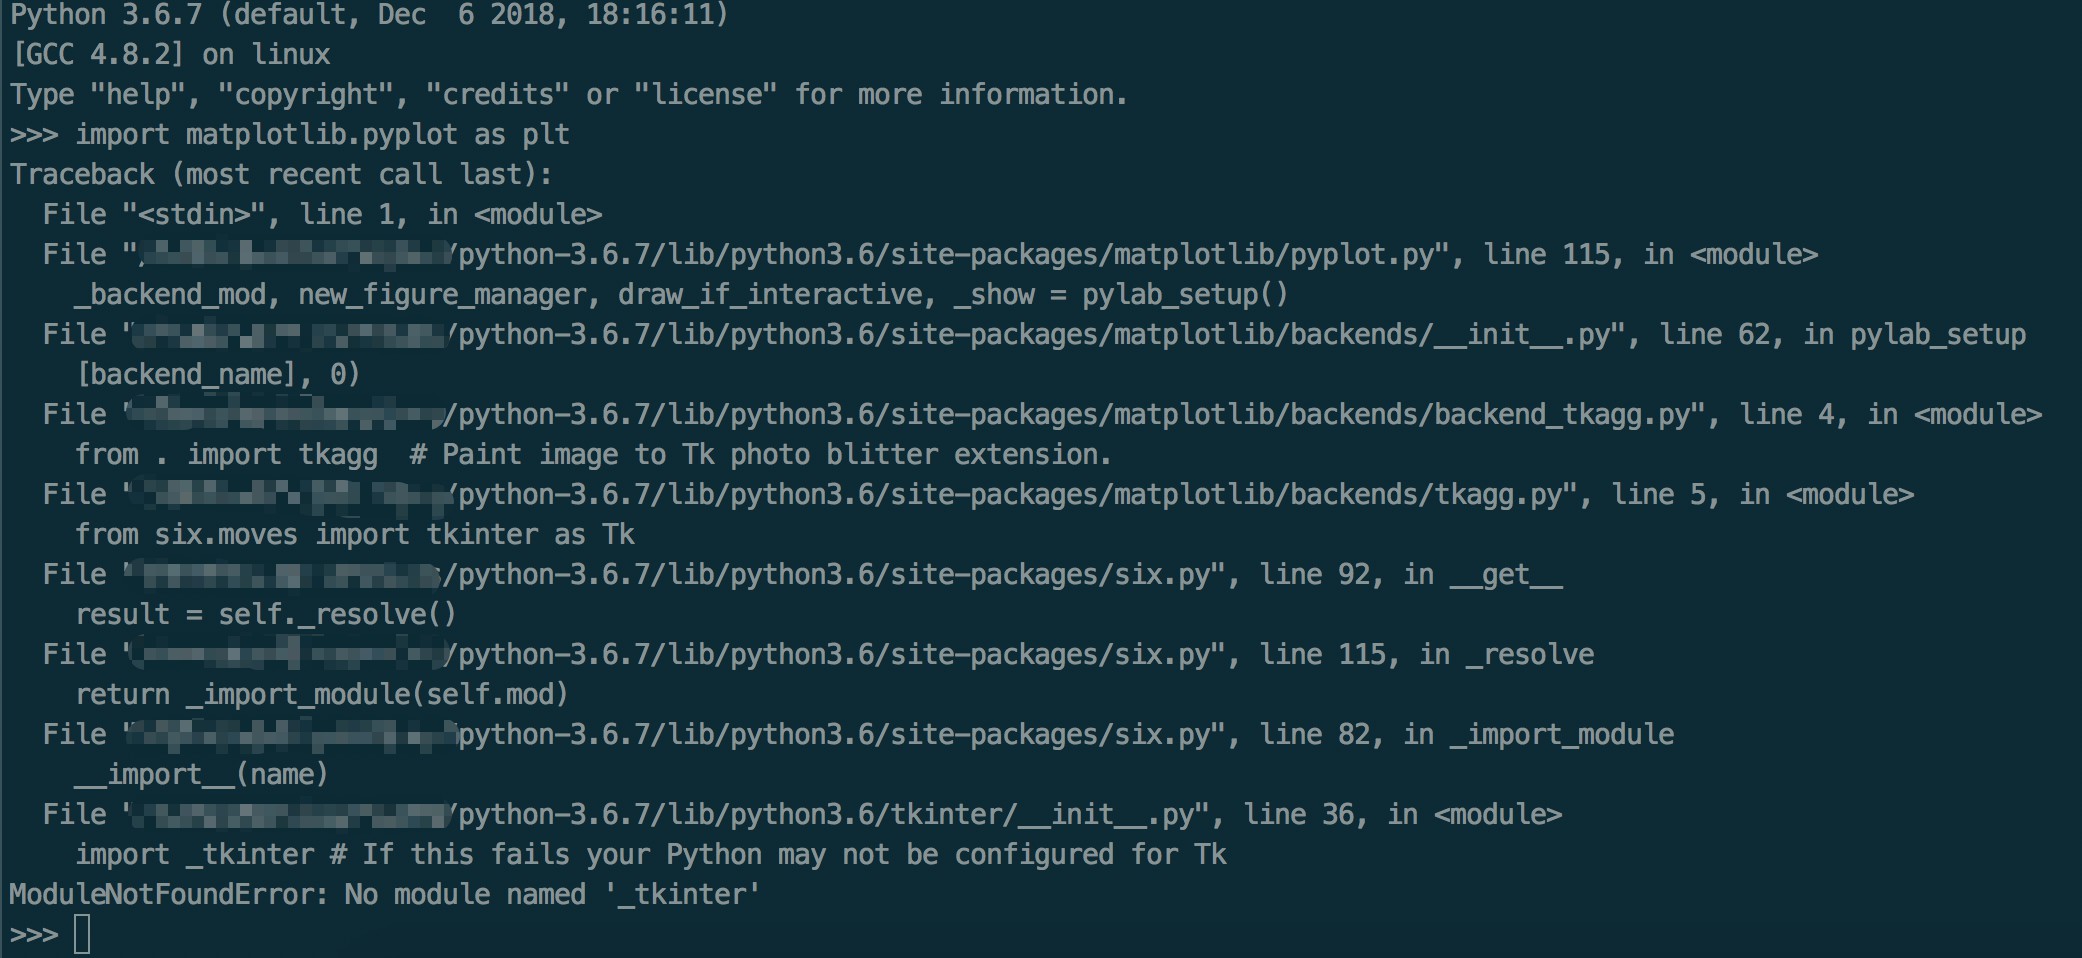 Python 3.6.7 (default, Dec  6 2018, 18:16:11)
[GCC 4.8.2] on linux
Type "help", "copyright", "credits" or "license" for more information.
>>> import matplotlib.pyplot as plt
Traceback (most recent call last):
  File "<stdin>", line 1, in <module>
  File "/python-3.6.7/lib/python3.6/site-packages/matplotlib/pyplot.py", line 115, in <module>
    _backend_mod, new_figure_manager, draw_if_interactive, _show = pylab_setup()
  File "/python-3.6.7/lib/python3.6/site-packages/matplotlib/backends/__init__.py", line 62, in pylab_setup
    [backend_name], 0)
  File "/python-3.6.7/lib/python3.6/site-packages/matplotlib/backends/backend_tkagg.py", line 4, in <module>
    from . import tkagg  # Paint image to Tk photo blitter extension.
  File "/python-3.6.7/lib/python3.6/site-packages/matplotlib/backends/tkagg.py", line 5, in <module>
    from six.moves import tkinter as Tk
  File "/python-3.6.7/lib/python3.6/site-packages/six.py", line 92, in __get__
    result = self._resolve()
  File "/python-3.6.7/lib/python3.6/site-packages/six.py", line 115, in _resolve
    return _import_module(self.mod)
  File "python-3.6.7/lib/python3.6/site-packages/six.py", line 82, in _import_module
    __import__(name)
  File "/python-3.6.7/lib/python3.6/tkinter/__init__.py", line 36, in <module>
    import _tkinter # If this fails your Python may not be configured for Tk
ModuleNotFoundError: No module named '_tkinter'
>>>